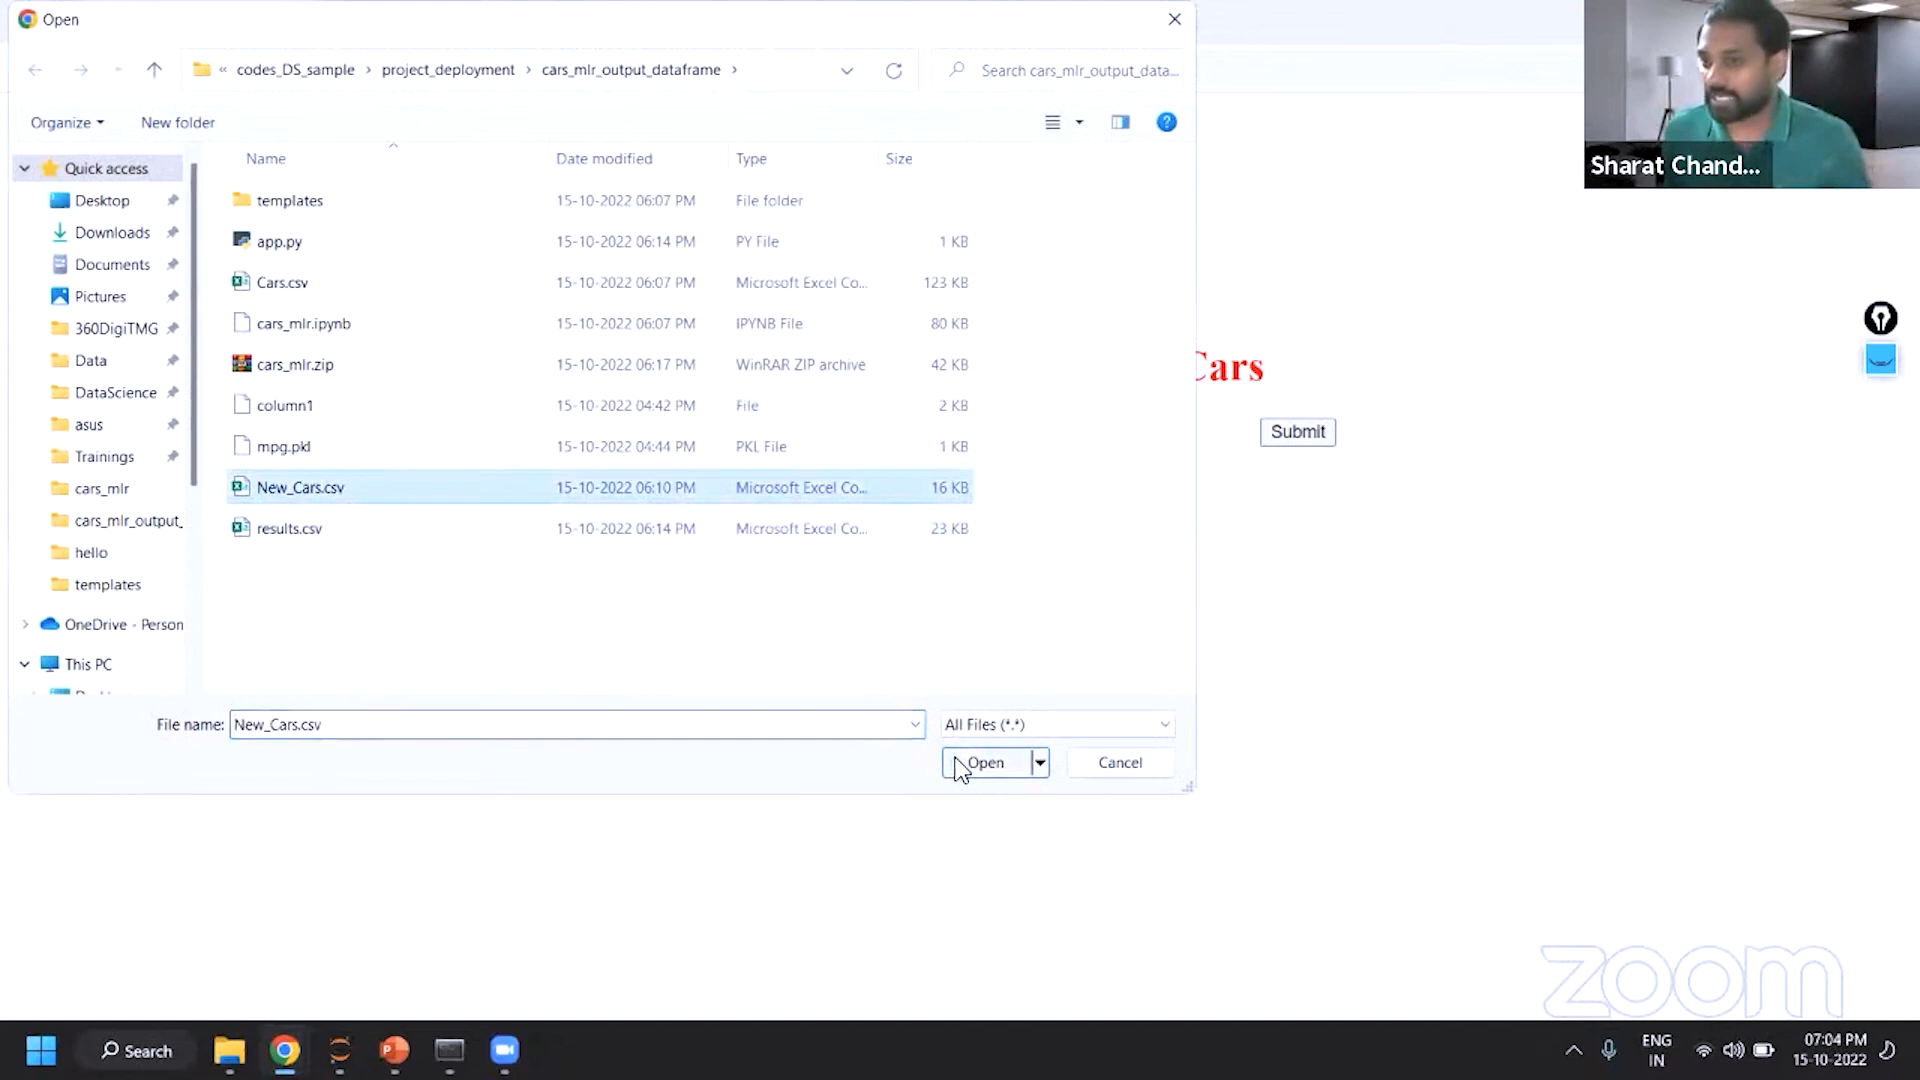 Open
« codes_DS_sample › project_deployment › cars_mlr_output_dataframe ›
Search cars_mlr_output_data...
Organize
New folder
Name
Date modified
Type
Size
Quick access
Desktop
Downloads
Documents
Pictures
360DigiTMG
Data
DataScience
asus
Trainings
cars_mlr
cars_mlr_output_
hello
templates
OneDrive - Person
This PC
templates 15-10-2022 06:07 PM File folder
app.py 15-10-2022 06:14 PM PY File 1 KB
Cars.csv 15-10-2022 06:07 PM Microsoft Excel Co... 123 KB
cars_mlr.ipynb 15-10-2022 06:07 PM IPYNB File 80 KB
cars_mlr.zip 15-10-2022 06:17 PM WinRAR ZIP archive 42 KB
column1 15-10-2022 04:42 PM File 2 KB
mpg.pkl 15-10-2022 04:44 PM PKL File 1 KB
New_Cars.csv 15-10-2022 06:10 PM Microsoft Excel Co... 16 KB
results.csv 15-10-2022 06:14 PM Microsoft Excel Co... 23 KB
File name: New_Cars.csv
All Files (*.*)
Open
Cancel
Sharat Chand...
Cars
Submit
zoom
Search
ENG
IN
07:04 PM
15-10-2022